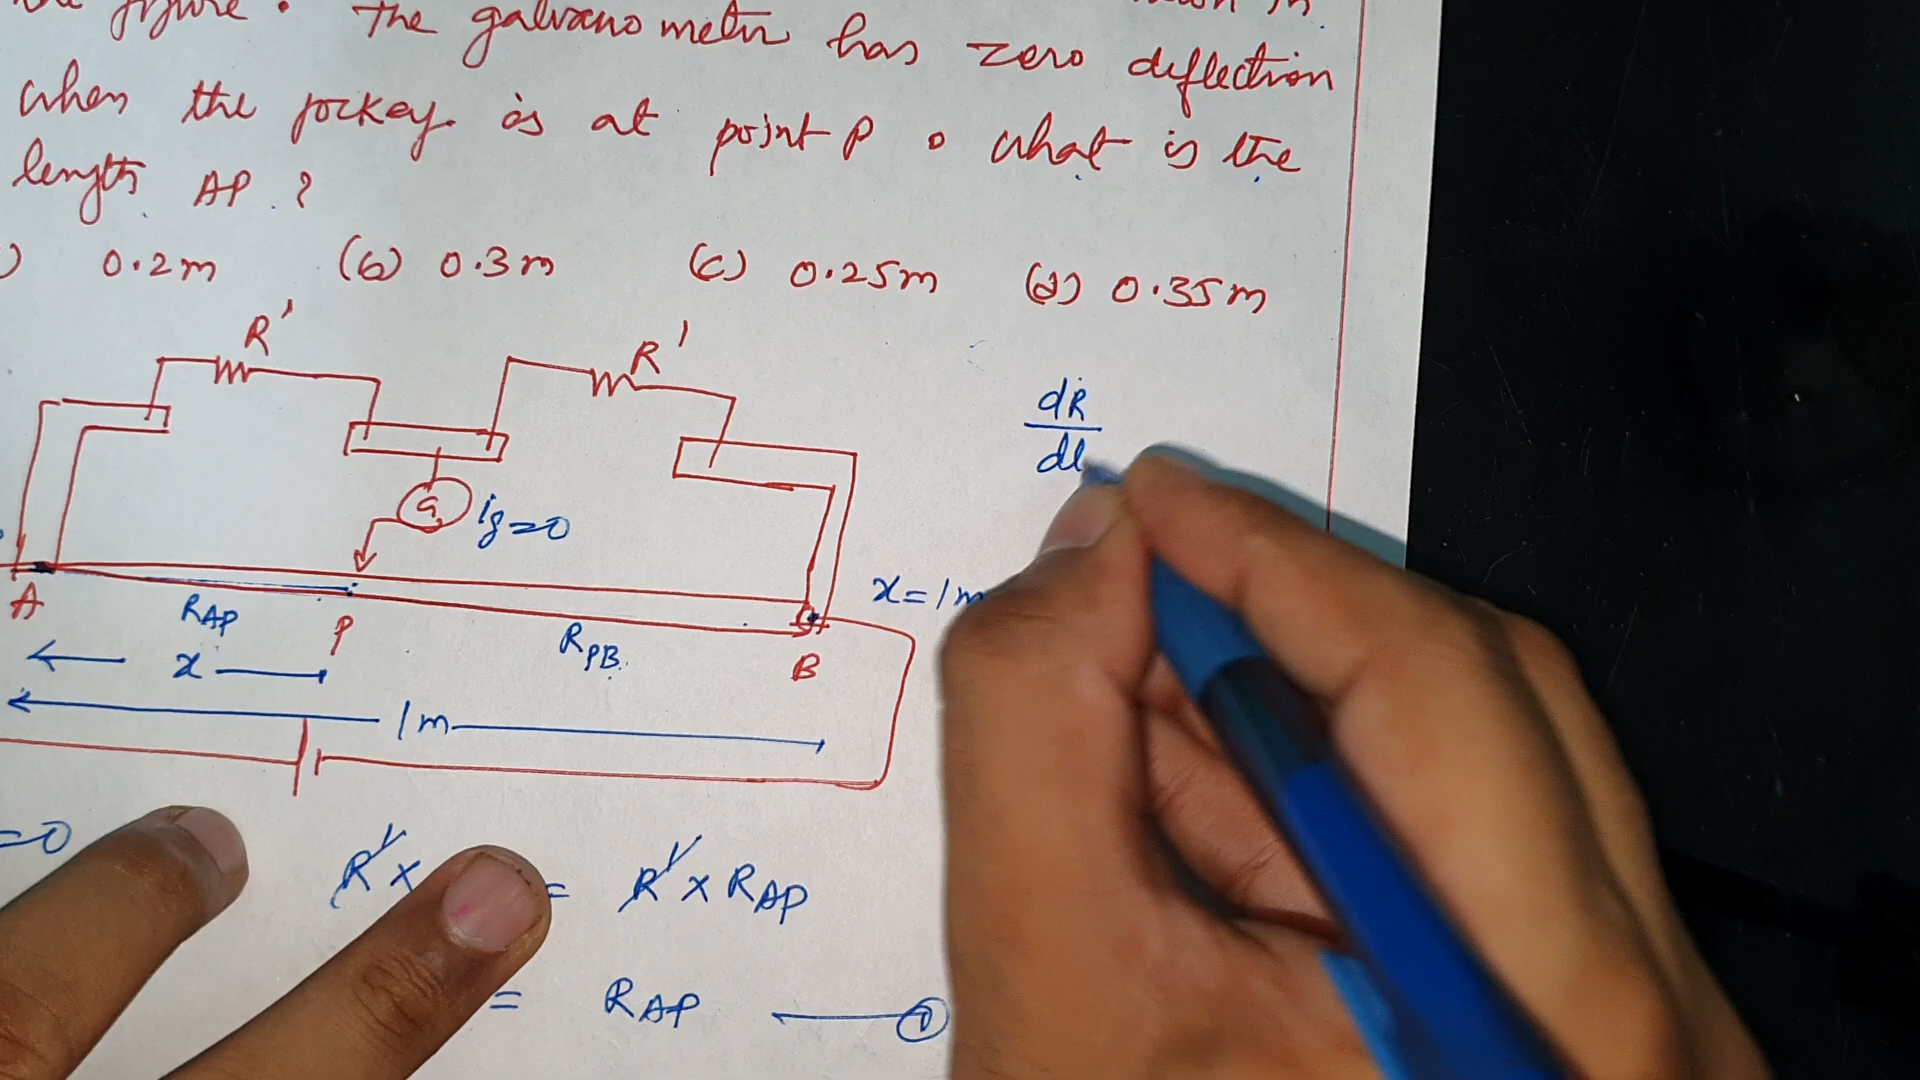 the figure. The galvanometer has zero deflection
when the jockey is at point P. what is the
length AP.?
) 0.2m (b) 0.3m (c) 0.25m (d) 0.35m
R' R'
dR
dl
G ig=0
x=1m
A RAP P RPB B
x
1m
=0 R'x = R' x RAP
= RAP 1